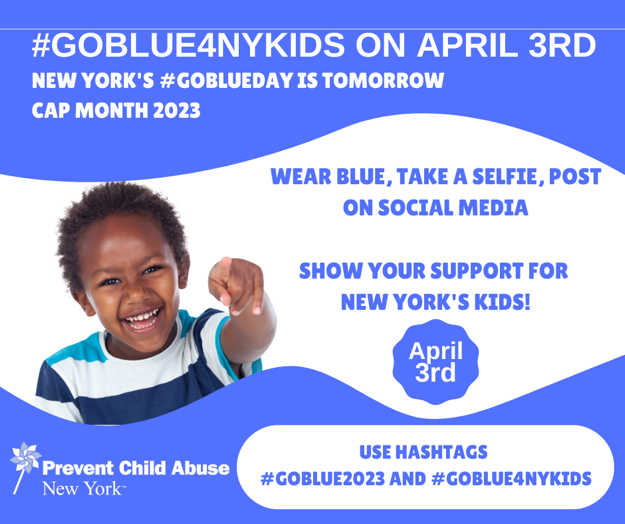 #GOBLUE4NYKIDS ON APRIL 3RD
NEW YORK'S #GOBLUEDAY IS TOMORROW
CAP MONTH 2023
WEAR BLUE, TAKE A SELFIE, POST
ON SOCIAL MEDIA
SHOW YOUR SUPPORT FOR
NEW YORK'S KIDS!
April
3rd
Prevent Child Abuse
New York™
USE HASHTAGS
#GOBLUE2023 AND #GOBLUE4NYKIDS